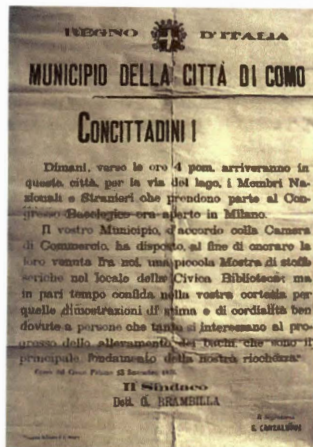 REGNO D'ITALIA
MUNICIPIO DELLA CITTÀ DI COMO
CONCITTADINI!
Dimani, verso le ore 4 pom. arriveranno in
questa città, per la via del lago, i Membri Na-
zionali e Stranieri che prendono parte al Con-
gresso Bacologico ora aperto in Milano.
Il vostro Municipio, d'accordo colla Camera
di Commercio, ha disposto, al fine di onorare la
loro venuta fra noi, una piccola Mostra di stoffe
seriche nel locale della Civica Biblioteca; ma
in pari tempo confida nella vostra cortesia per
quelle dimostrazioni di stima e di cordialità ben
dovute a persone che tanto si interessano al pro-
gresso dello allevamento dei bachi che sono il
principale fondamento della nostra ricchezza.
Il Sindaco
Dott. G. BRAMBILLA